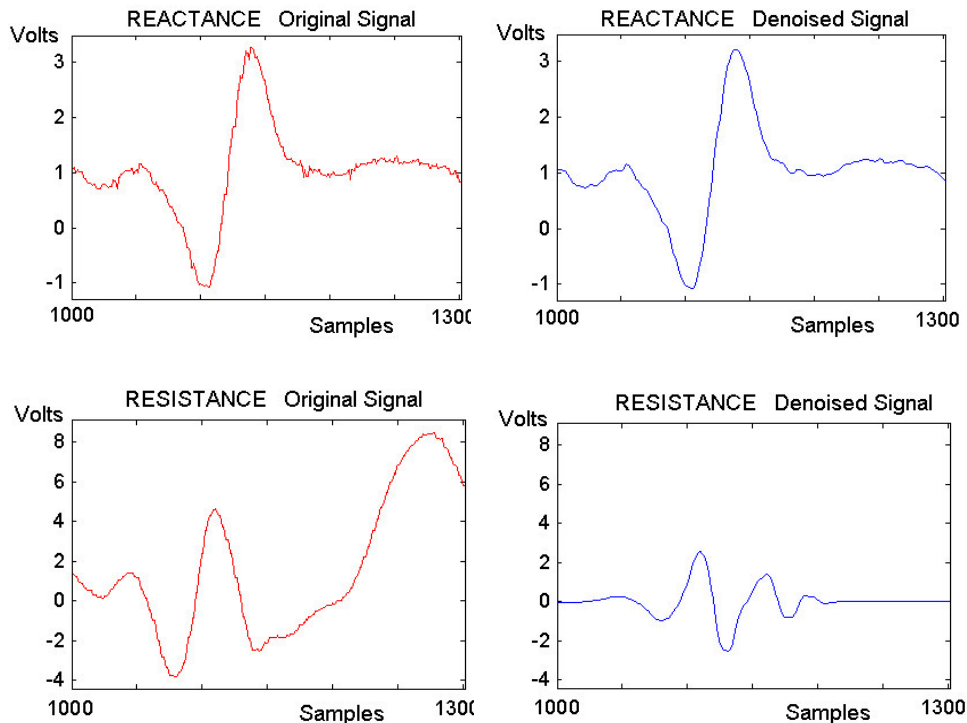 REACTANCE Original Signal
Volts
3
2
1
0
-1
1000
1300
Samples
REACTANCE Denoised Signal
Volts
3
2
1
0
-1
1000
1300
Samples
RESISTANCE Original Signal
Volts
8
6
4
2
0
-2
-4
1000
1300
Samples
RESISTANCE Denoised Signal
Volts
8
6
4
2
0
-2
-4
1000
1300
Samples